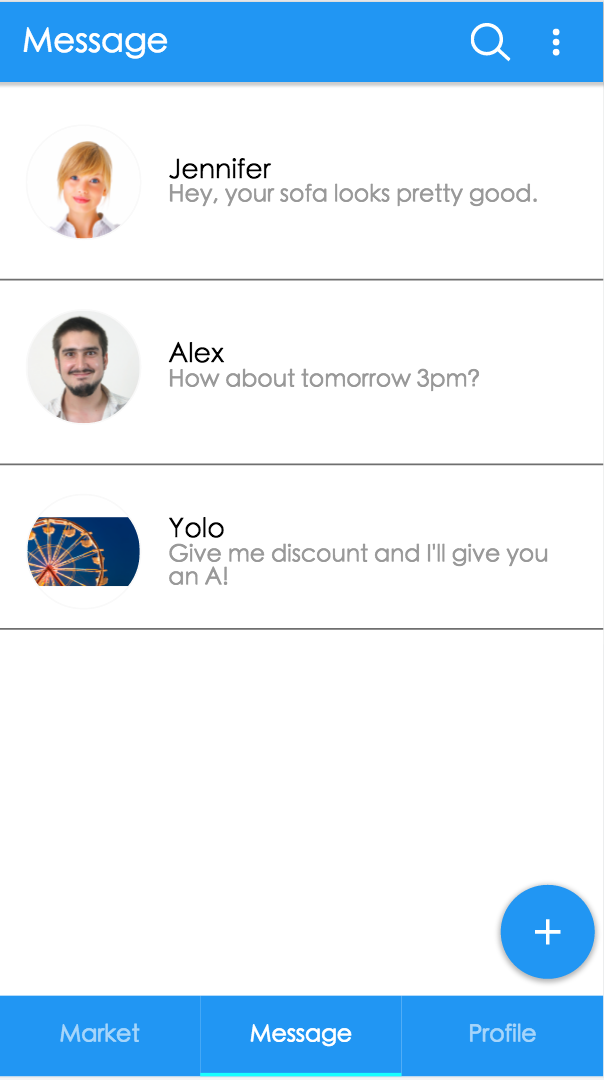 Message
Jennifer
Hey, your sofa looks pretty good.
Alex
How about tomorrow 3pm?
Yolo
Give me discount and I'll give you
an A!
Market
Message
Profile